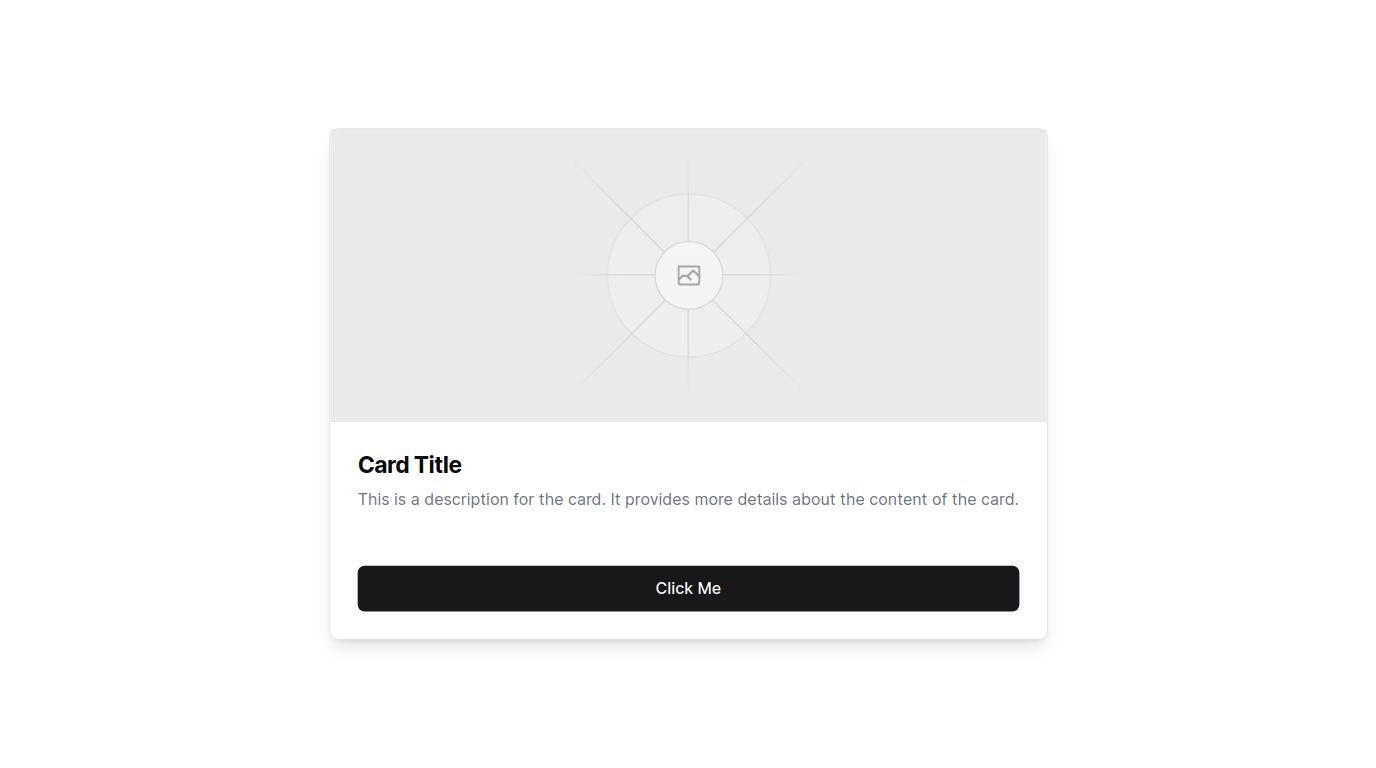 Card Title
This is a description for the card. It provides more details about the content of the card.
Click Me